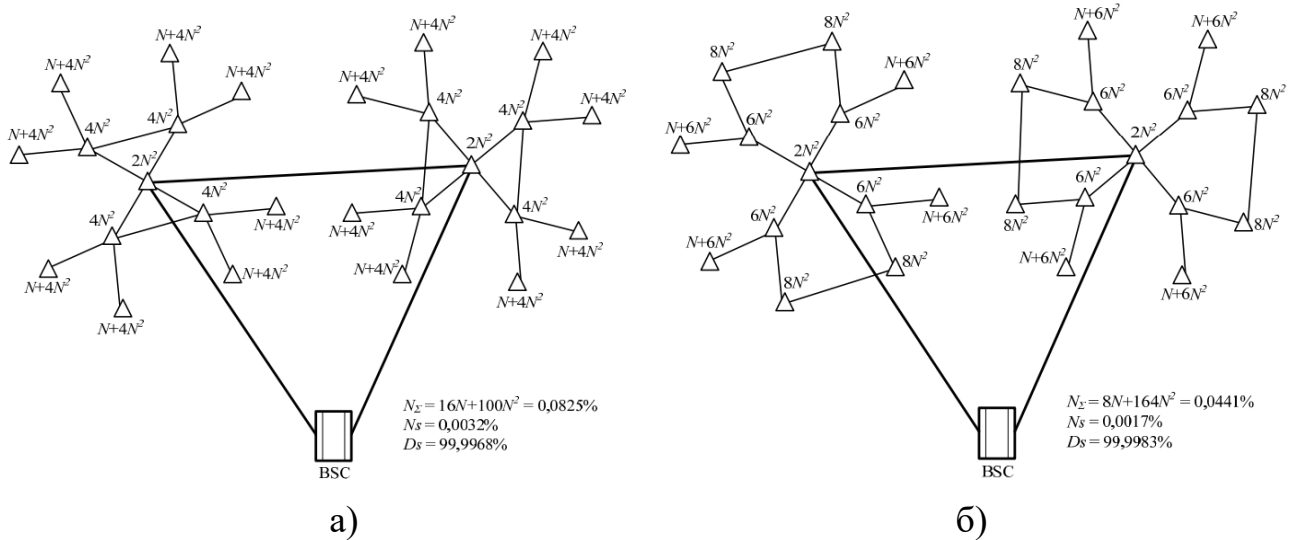 N+4N²
N+4N²
N+4N²
N+4N²
4N²
4N²
2N²
4N²
4N²
N+4N²
N+4N²
N+4N²
N+4N²
N+4N²
N+4N²
N+4N²
N+4N²
4N²
4N²
2N²
4N²
4N²
N+4N²
N+4N²
N+4N²
N+4N²
N_Σ = 16N+100N² = 0,0825%
Ns = 0,0032%
Ds = 99,9968%
BSC
а)
8N²
8N²
N+6N²
N+6N²
6N²
6N²
2N²
6N²
6N²
N+6N²
N+6N²
8N²
8N²
N+6N²
N+6N²
8N²
8N²
6N²
6N²
2N²
6N²
6N²
8N²
8N²
N+6N²
N+6N²
N_Σ = 8N+164N² = 0,0441%
Ns = 0,0017%
Ds = 99,9983%
BSC
б)